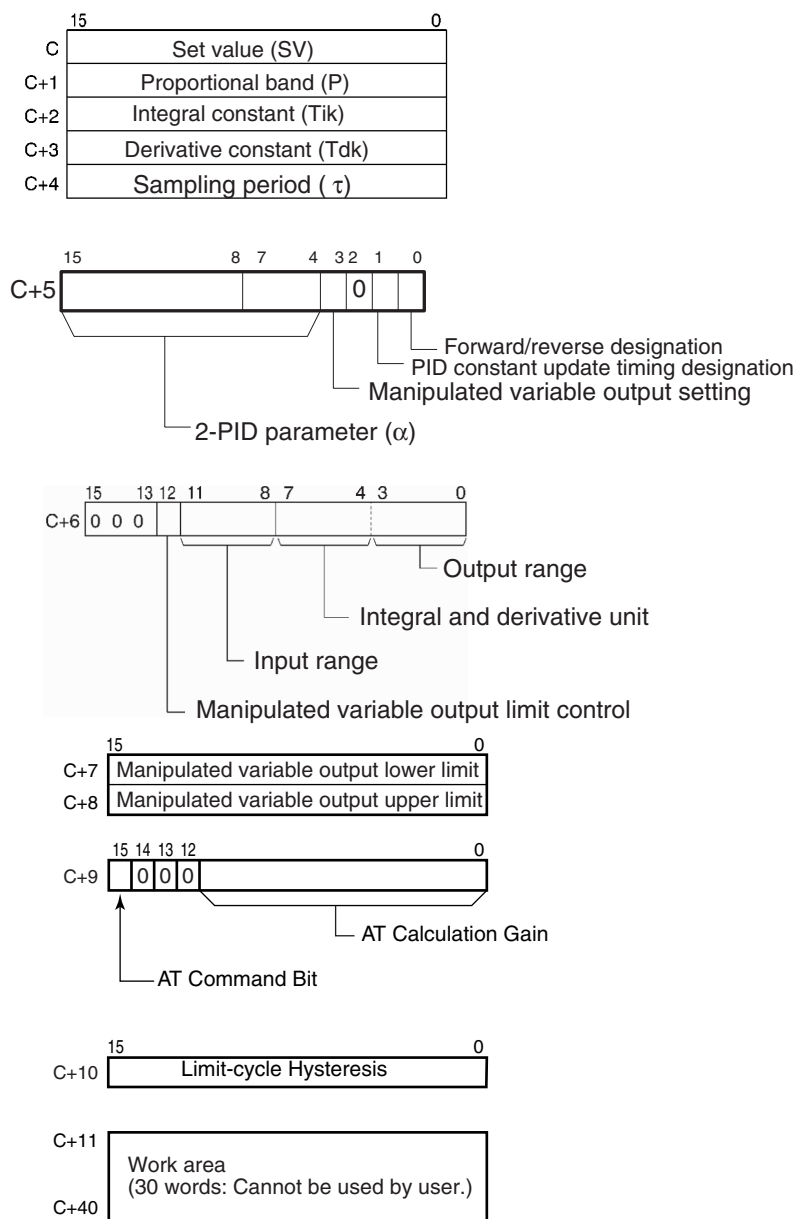 15 0
C Set value (SV)
C+1 Proportional band (P)
C+2 Integral constant (Tik)
C+3 Derivative constant (Tdk)
C+4 Sampling period ( τ)
15 8 7 4 3 2 1 0
C+5 0
Forward/reverse designation
PID constant update timing designation
Manipulated variable output setting
2-PID parameter (α)
15 13 12 11 8 7 4 3 0
C+6 0 0 0
Output range
Integral and derivative unit
Input range
Manipulated variable output limit control
15 0
C+7 Manipulated variable output lower limit
C+8 Manipulated variable output upper limit
15 14 13 12 0
C+9 0 0 0
AT Calculation Gain
AT Command Bit
15 0
C+10 Limit-cycle Hysteresis
C+11
Work area
(30 words: Cannot be used by user.)
C+40